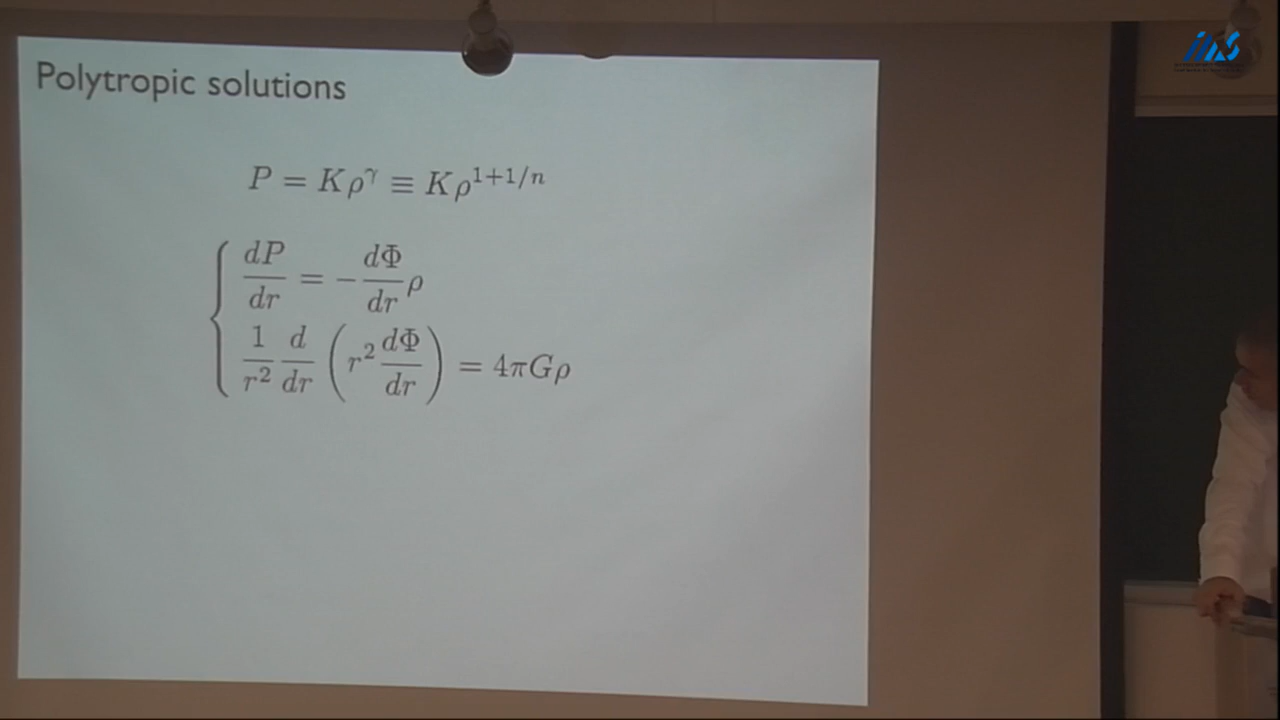 Polytropic solutions
P = Kρ^γ ≡ Kρ^{1+1/n}
dP/dr = − dΦ/dr ρ
1/r² d/dr (r² dΦ/dr) = 4πGρ